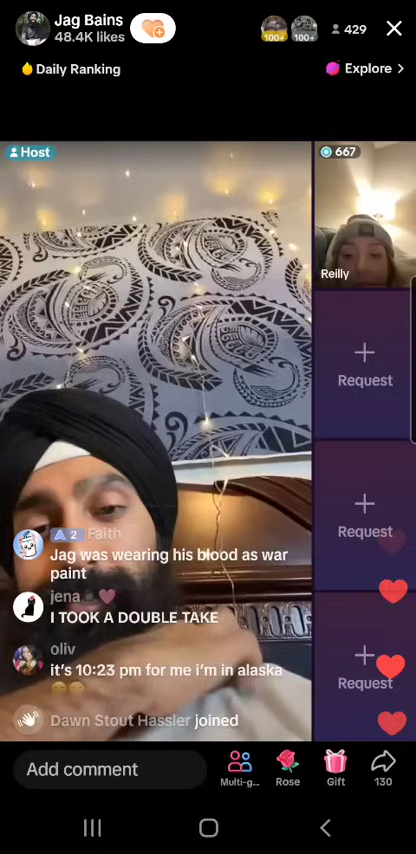 Jag Bains
48.4K likes
100+
100+
429
Daily Ranking
Explore >
Host
667
Reilly
Request
Request
Request
2 Faith
Jag was wearing his blood as war
paint
jena
I TOOK A DOUBLE TAKE
oliv
it's 10:23 pm for me i'm in alaska
Dawn Stout Hassler joined
Add comment
Multi-g...
Rose
Gift
130